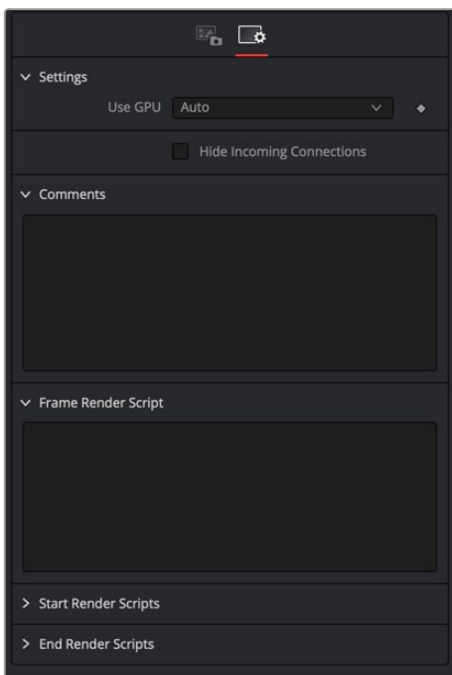 Settings
Use GPU Auto
Hide Incoming Connections
Comments
Frame Render Script
Start Render Scripts
End Render Scripts